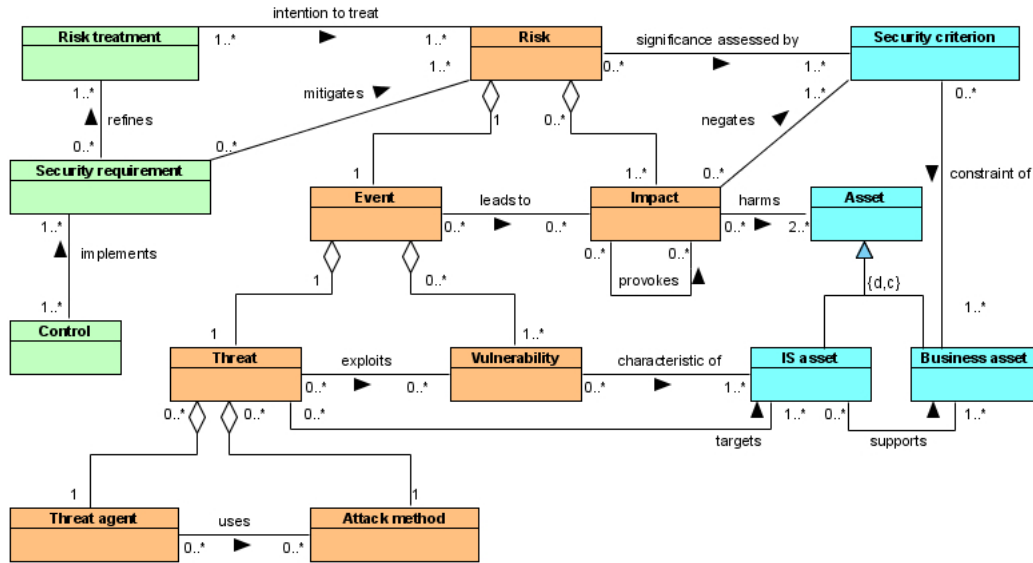 intention to treat
Risk treatment
1..*
1..*
Risk
significance assessed by
0..*
1..*
Security criterion
1..*
mitigates
1..*
1..*
0..*
refines
1
0..*
negates
0..*
0..*
0..*
Security requirement
1
1..*
constraint of
Event
leads to
Impact
harms
Asset
1..*
0..*
0..*
0..*
2..*
implements
0..*
0..*
provokes
{d,c}
1
0..*
1..*
1..*
Control
1
1..*
Threat
exploits
Vulnerability
characteristic of
IS asset
Business asset
0..*
0..*
0..*
1..*
0..*
0..*
0..*
1..*
0..*
1..*
targets
supports
1
1
Threat agent
uses
Attack method
0..*
0..*